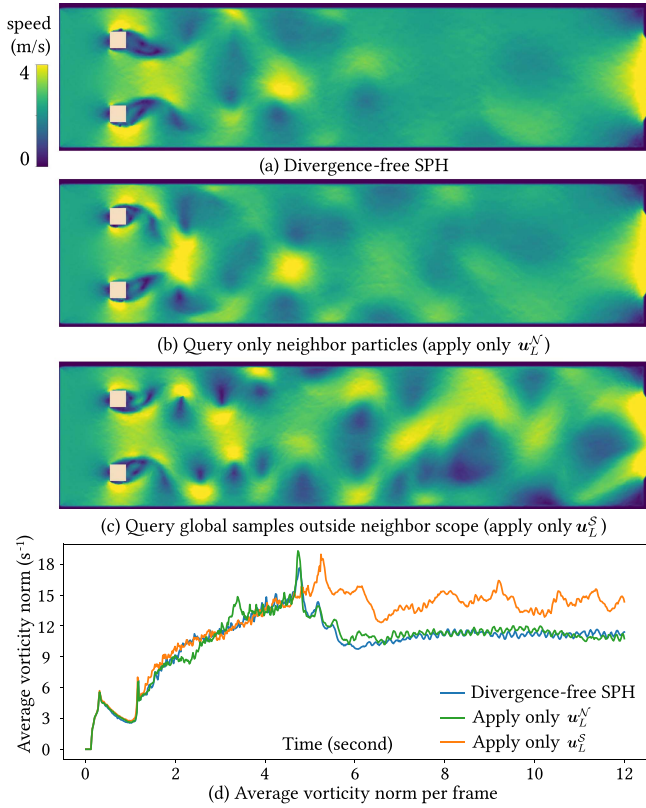 speed
(m/s)
4
0
(a) Divergence-free SPH
(b) Query only neighbor particles (apply only 𝒖_L^𝒩)
(c) Query global samples outside neighbor scope (apply only 𝒖_L^𝒮)
Average vorticity norm (s⁻¹)
18
15
12
9
6
3
0
Divergence-free SPH
Apply only 𝒖_L^𝒩
Apply only 𝒖_L^𝒮
Time (second)
0 2 4 6 8 10 12
(d) Average vorticity norm per frame